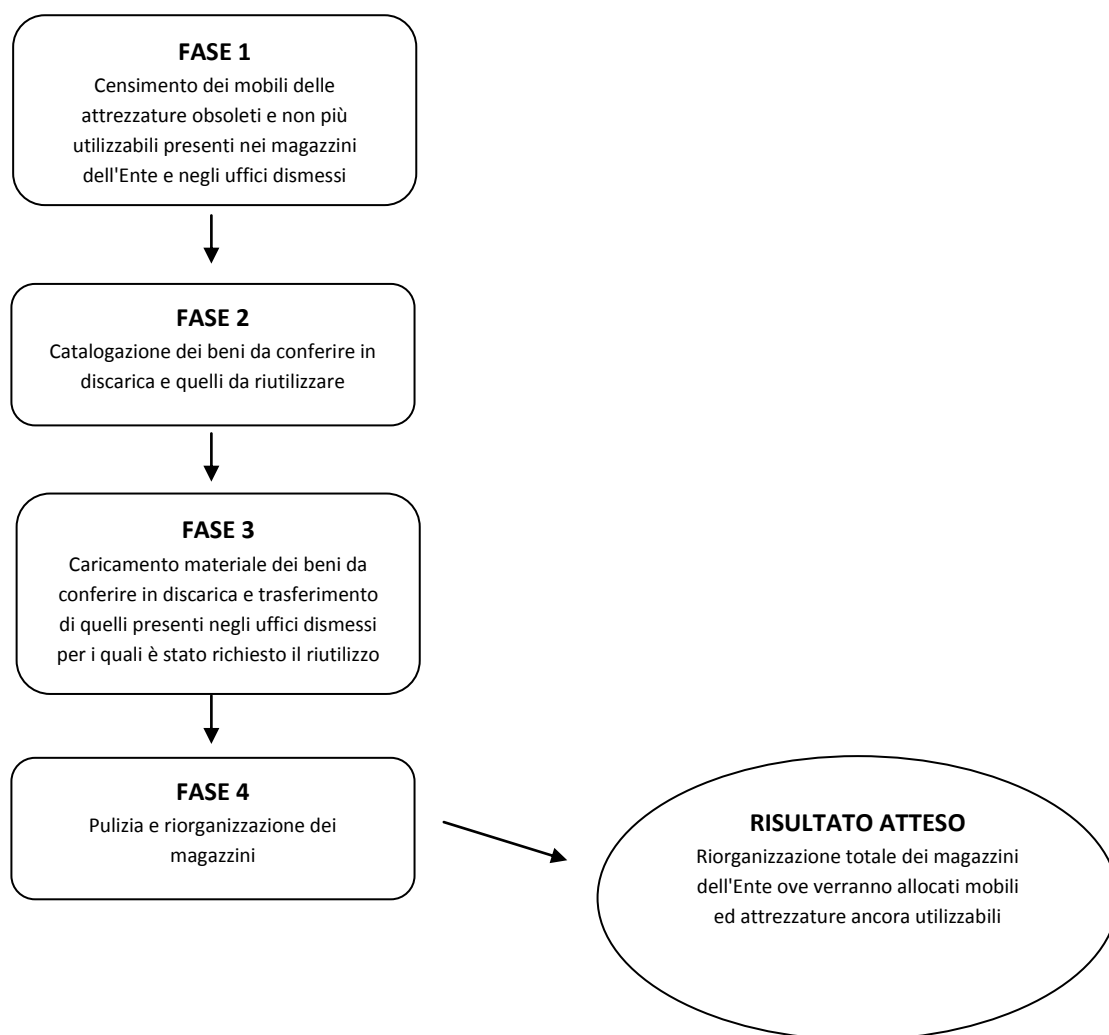 FASE 1
Censimento dei mobili delle
attrezzature obsoleti e non più
utilizzabili presenti nei magazzini
dell'Ente e negli uffici dismessi
FASE 2
Catalogazione dei beni da conferire in
discarica e quelli da riutilizzare
FASE 3
Caricamento materiale dei beni da
conferire in discarica e trasferimento
di quelli presenti negli uffici dismessi
per i quali è stato richiesto il riutilizzo
FASE 4
Pulizia e riorganizzazione dei
magazzini
RISULTATO ATTESO
Riorganizzazione totale dei magazzini
dell'Ente ove verranno allocati mobili
ed attrezzature ancora utilizzabili